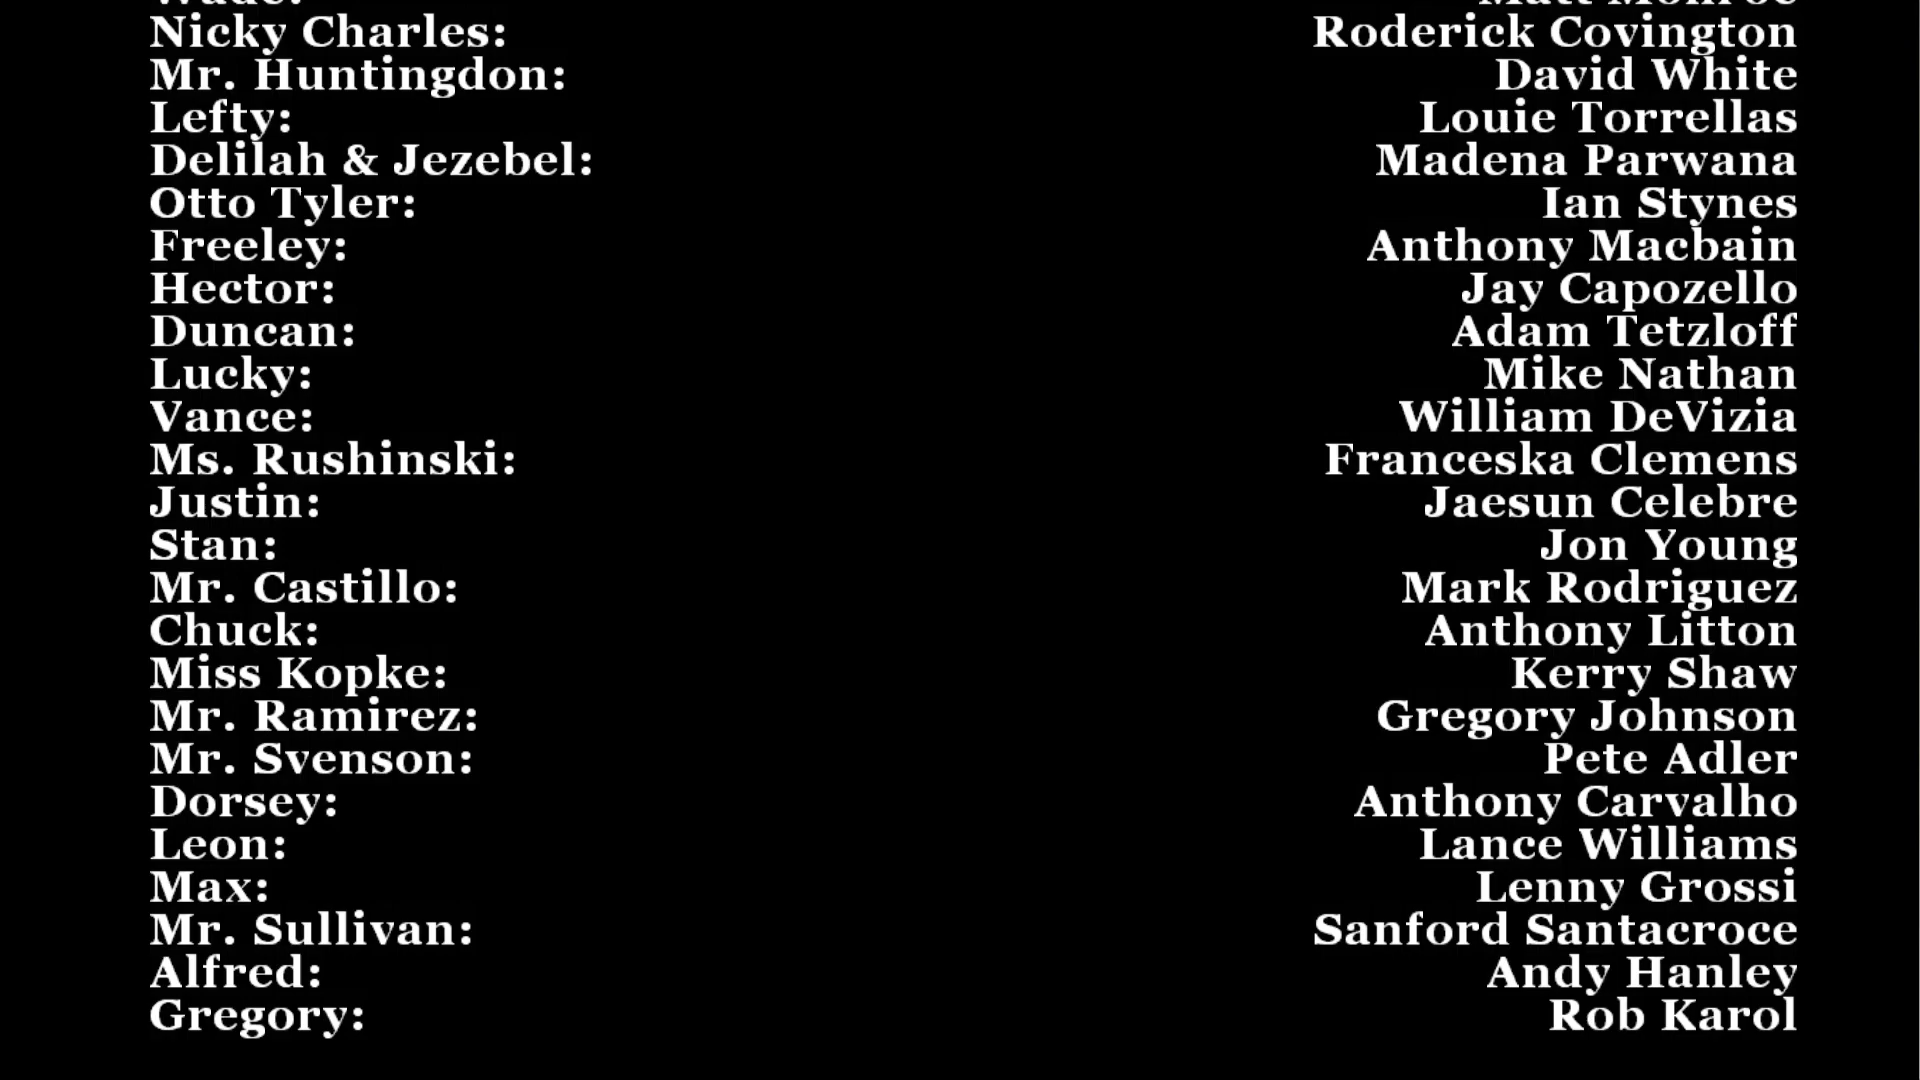 Wade: Matt Monroe
Nicky Charles: Roderick Covington
Mr. Huntingdon: David White
Lefty: Louie Torrellas
Delilah & Jezebel: Madena Parwana
Otto Tyler: Ian Stynes
Freeley: Anthony Macbain
Hector: Jay Capozello
Duncan: Adam Tetzloff
Lucky: Mike Nathan
Vance: William DeVizia
Ms. Rushinski: Franceska Clemens
Justin: Jaesun Celebre
Stan: Jon Young
Mr. Castillo: Mark Rodriguez
Chuck: Anthony Litton
Miss Kopke: Kerry Shaw
Mr. Ramirez: Gregory Johnson
Mr. Svenson: Pete Adler
Dorsey: Anthony Carvalho
Leon: Lance Williams
Max: Lenny Grossi
Mr. Sullivan: Sanford Santacroce
Alfred: Andy Hanley
Gregory: Rob Karol